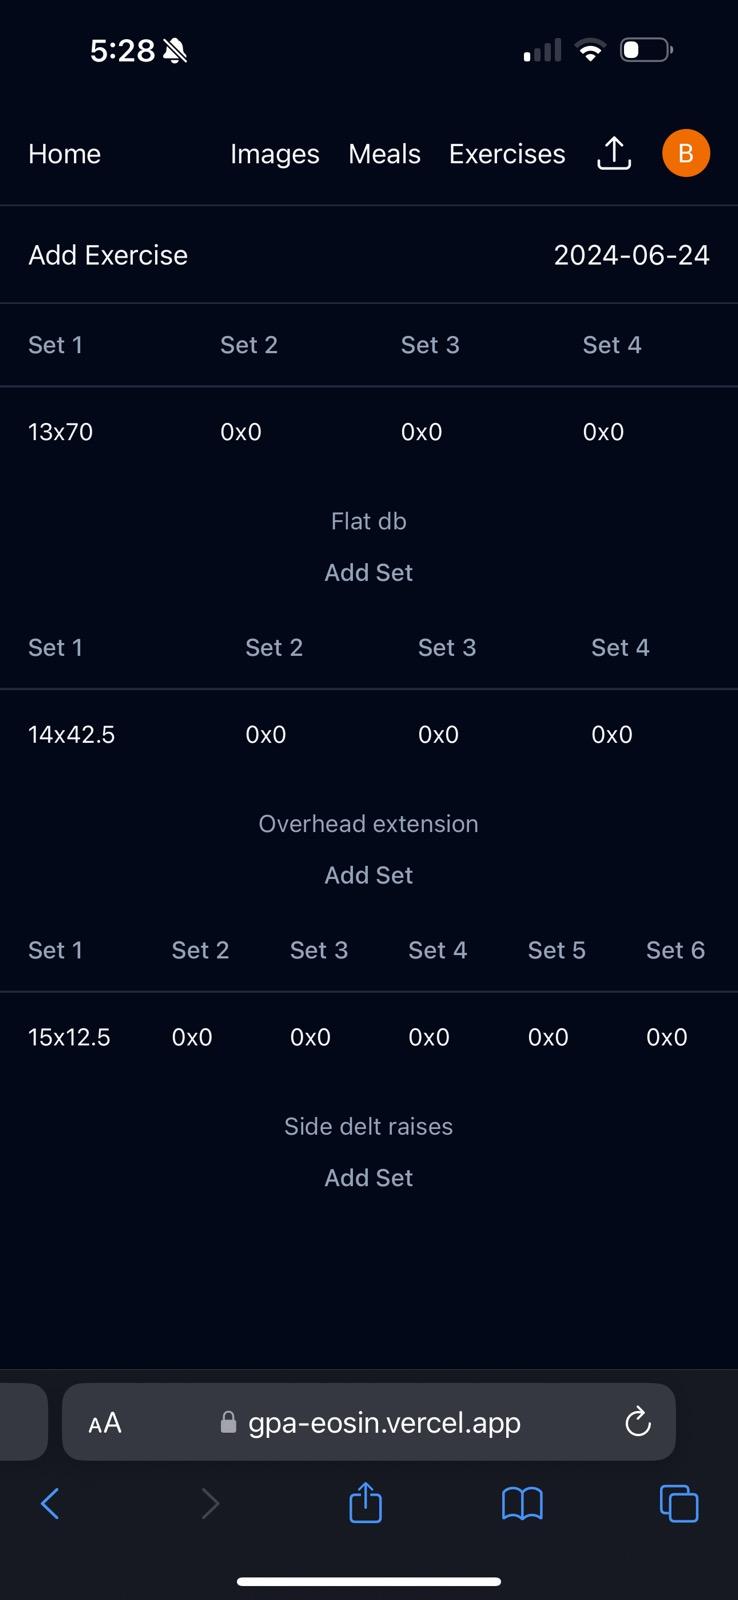 5:28
Home Images Meals Exercises B
Add Exercise 2024-06-24
Set 1 Set 2 Set 3 Set 4
13x70 0x0 0x0 0x0
Flat db
Add Set
Set 1 Set 2 Set 3 Set 4
14x42.5 0x0 0x0 0x0
Overhead extension
Add Set
Set 1 Set 2 Set 3 Set 4 Set 5 Set 6
15x12.5 0x0 0x0 0x0 0x0 0x0
Side delt raises
Add Set
AA gpa-eosin.vercel.app